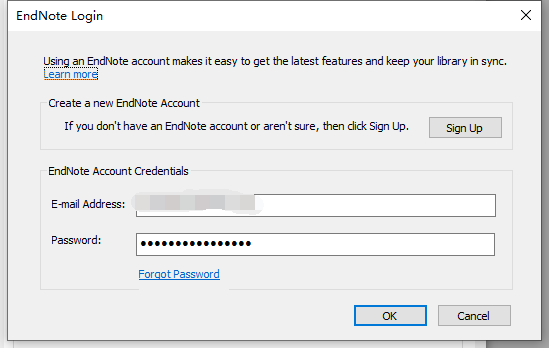 EndNote Login
Using an EndNote account makes it easy to get the latest features and keep your library in sync.
Learn more
Create a new EndNote Account
If you don't have an EndNote account or aren't sure, then click Sign Up.
Sign Up
EndNote Account Credentials
E-mail Address:
Password:
••••••••••••••••
Forgot Password
OK
Cancel